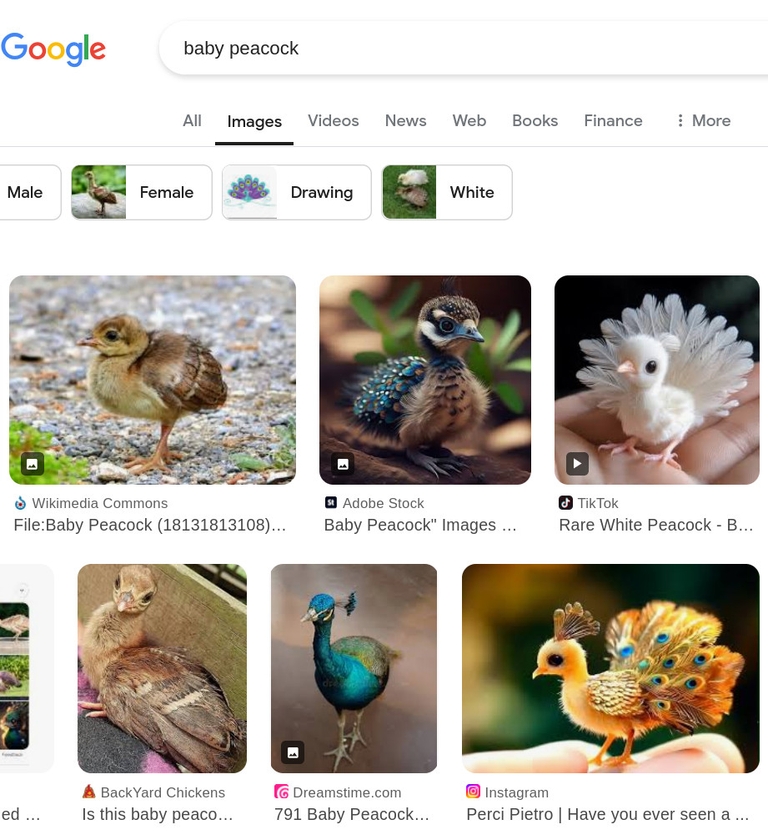 Google
baby peacock
All Images Videos News Web Books Finance More
Male Female Drawing White
Wikimedia Commons
File:Baby Peacock (18131813108)...
Adobe Stock
Baby Peacock" Images ...
TikTok
Rare White Peacock - B...
ed ...
BackYard Chickens
Is this baby peaco...
Dreamstime.com
791 Baby Peacock...
Instagram
Perci Pietro | Have you ever seen a ...